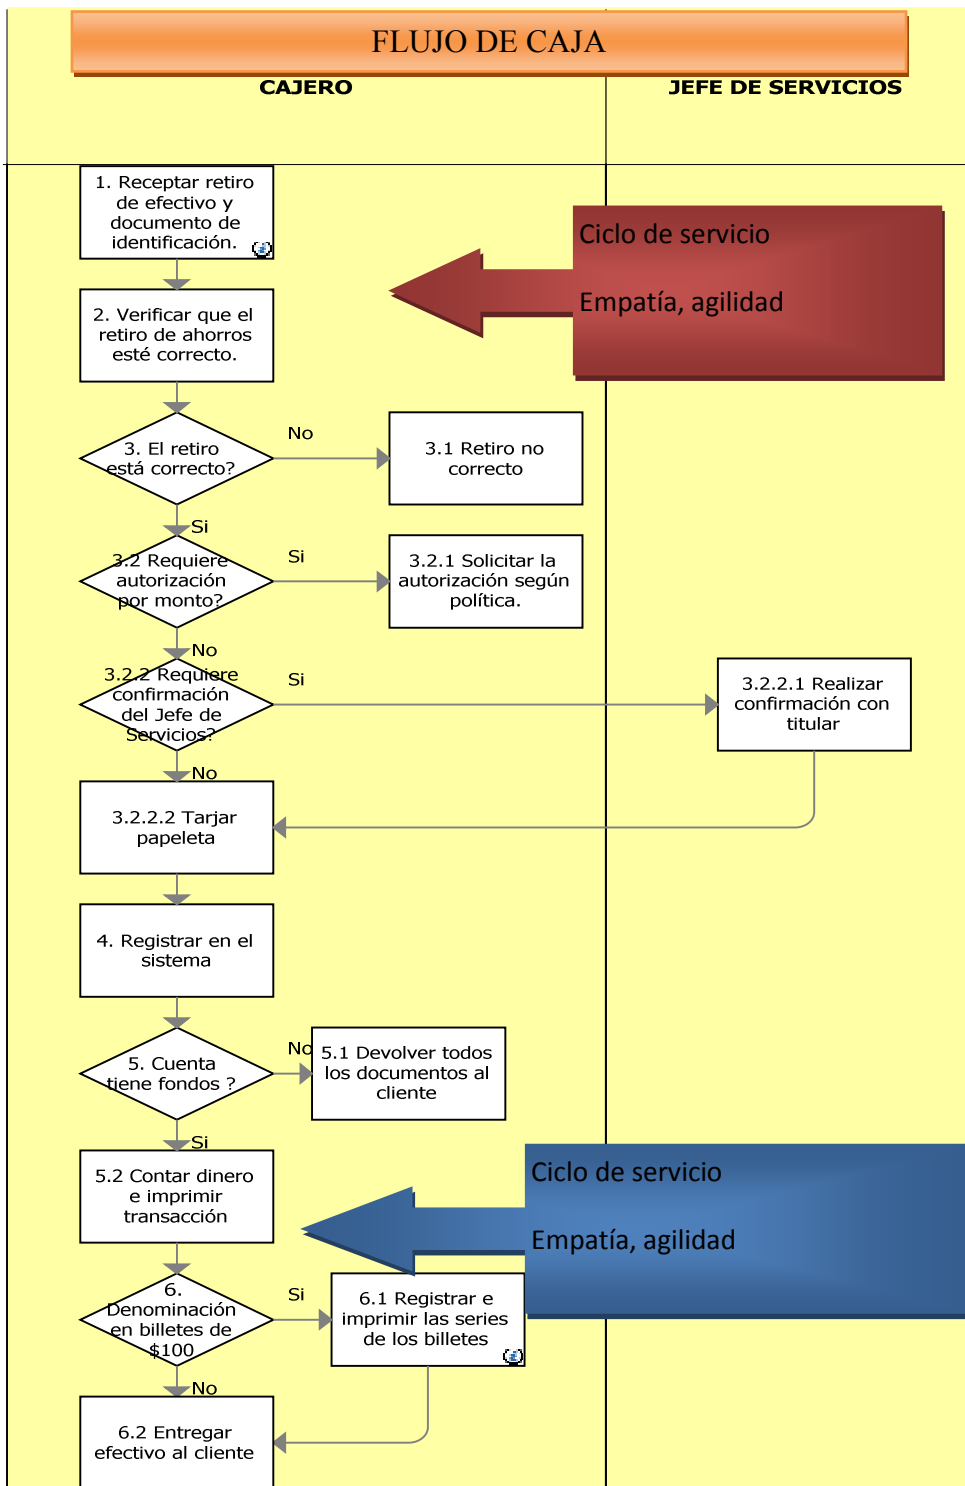 FLUJO DE CAJA
CAJERO
JEFE DE SERVICIOS
1. Receptar retiro
de efectivo y
documento de
identificación.
Ciclo de servicio
Empatía, agilidad
2. Verificar que el
retiro de ahorros
esté correcto.
3. El retiro
está correcto?
No
3.1 Retiro no
correcto
Si
3.2 Requiere
autorización
por monto?
Si
3.2.1 Solicitar la
autorización según
política.
No
3.2.2 Requiere
confirmación
del Jefe de
Servicios?
Si
3.2.2.1 Realizar
confirmación con
titular
No
3.2.2.2 Tarjar
papeleta
4. Registrar en el
sistema
5. Cuenta
tiene fondos ?
No
5.1 Devolver todos
los documentos al
cliente
Si
5.2 Contar dinero
e imprimir
transacción
Ciclo de servicio
Empatía, agilidad
6.
Denominación
en billetes de
$100
Si
6.1 Registrar e
imprimir las series
de los billetes
No
6.2 Entregar
efectivo al cliente